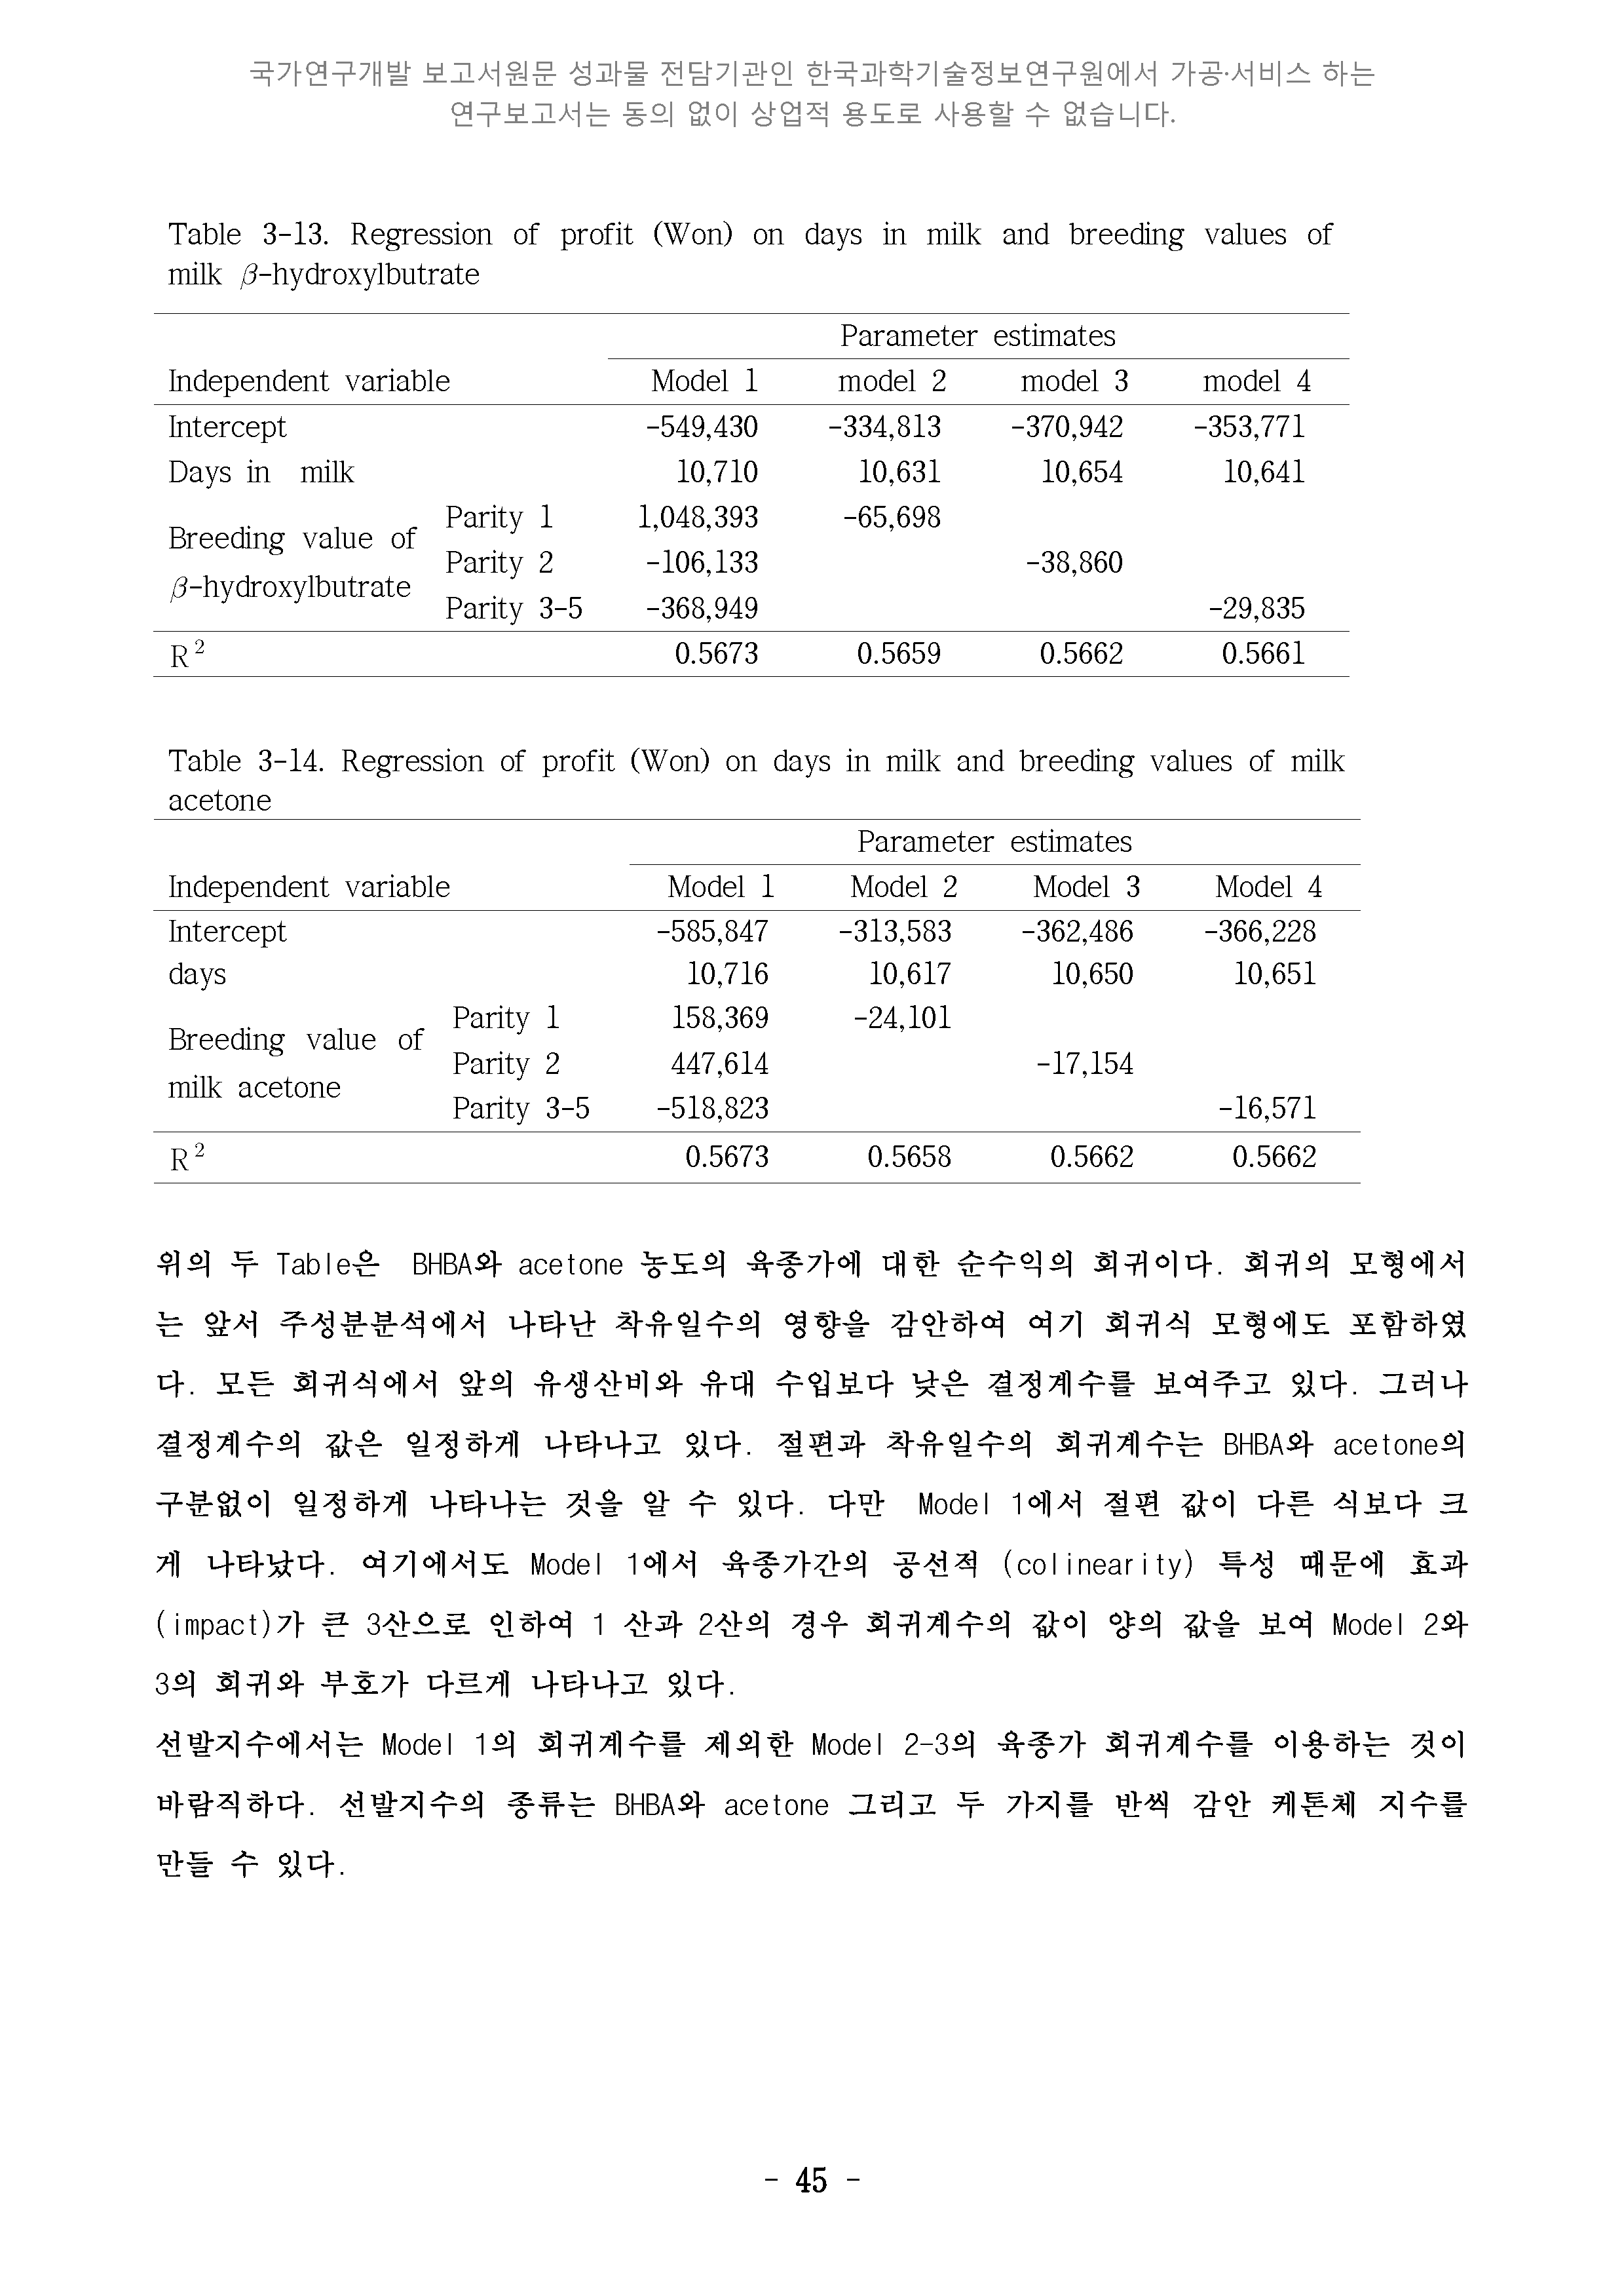 국가연구개발 보고서원문 성과물 전담기관인 한국과학기술정보연구원에서 가공·서비스 하는
연구보고서는 동의 없이 상업적 용도로 사용할 수 없습니다.
Table 3-13. Regression of profit (Won) on days in milk and breeding values of
milk β-hydroxylbutrate
Parameter estimates
Independent variable Model 1 model 2 model 3 model 4
Intercept -549,430 -334,813 -370,942 -353,771
Days in milk 10,710 10,631 10,654 10,641
Breeding value of
β-hydroxylbutrate
Parity 1 1,048,393 -65,698
Parity 2 -106,133 -38,860
Parity 3-5 -368,949 -29,835
R² 0.5673 0.5659 0.5662 0.5661
Table 3-14. Regression of profit (Won) on days in milk and breeding values of milk
acetone
Parameter estimates
Independent variable Model 1 Model 2 Model 3 Model 4
Intercept -585,847 -313,583 -362,486 -366,228
days 10,716 10,617 10,650 10,651
Breeding value of
milk acetone
Parity 1 158,369 -24,101
Parity 2 447,614 -17,154
Parity 3-5 -518,823 -16,571
R² 0.5673 0.5658 0.5662 0.5662
위의 두 Table은 BHBA와 acetone 농도의 육종가에 대한 순수익의 회귀이다. 회귀의 모형에서
는 앞서 주성분분석에서 나타난 착유일수의 영향을 감안하여 여기 회귀식 모형에도 포함하였
다. 모든 회귀식에서 앞의 유생산비와 유대 수입보다 낮은 결정계수를 보여주고 있다. 그러나
결정계수의 값은 일정하게 나타나고 있다. 절편과 착유일수의 회귀계수는 BHBA와 acetone의
구분없이 일정하게 나타나는 것을 알 수 있다. 다만 Model 1에서 절편 값이 다른 식보다 크
게 나타났다. 여기에서도 Model 1에서 육종가간의 공선적 (colinearity) 특성 때문에 효과
(impact)가 큰 3산으로 인하여 1 산과 2산의 경우 회귀계수의 값이 양의 값을 보여 Model 2와
3의 회귀와 부호가 다르게 나타나고 있다.
선발지수에서는 Model 1의 회귀계수를 제외한 Model 2-3의 육종가 회귀계수를 이용하는 것이
바람직하다. 선발지수의 종류는 BHBA와 acetone 그리고 두 가지를 반씩 감안 케톤체 지수를
만들 수 있다.
- 45 -